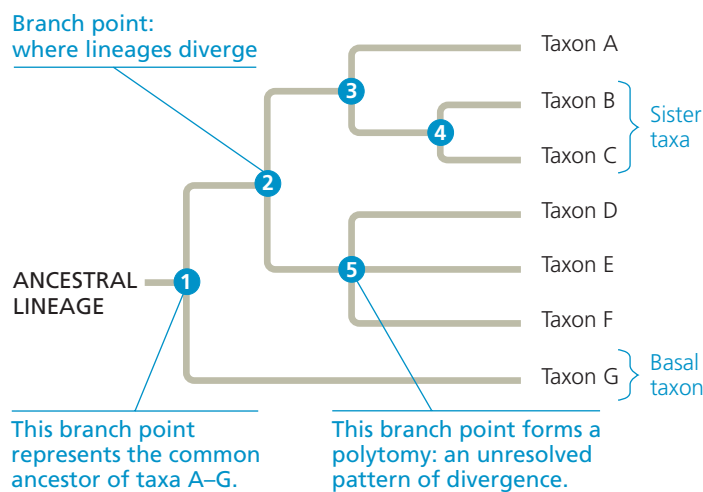 Branch point:
where lineages diverge
Taxon A
3
Taxon B
4
Sister
taxa
Taxon C
2
Taxon D
ANCESTRAL
LINEAGE
1
5
Taxon E
Taxon F
Taxon G
Basal
taxon
This branch point
represents the common
ancestor of taxa A–G.
This branch point forms a
polytomy: an unresolved
pattern of divergence.